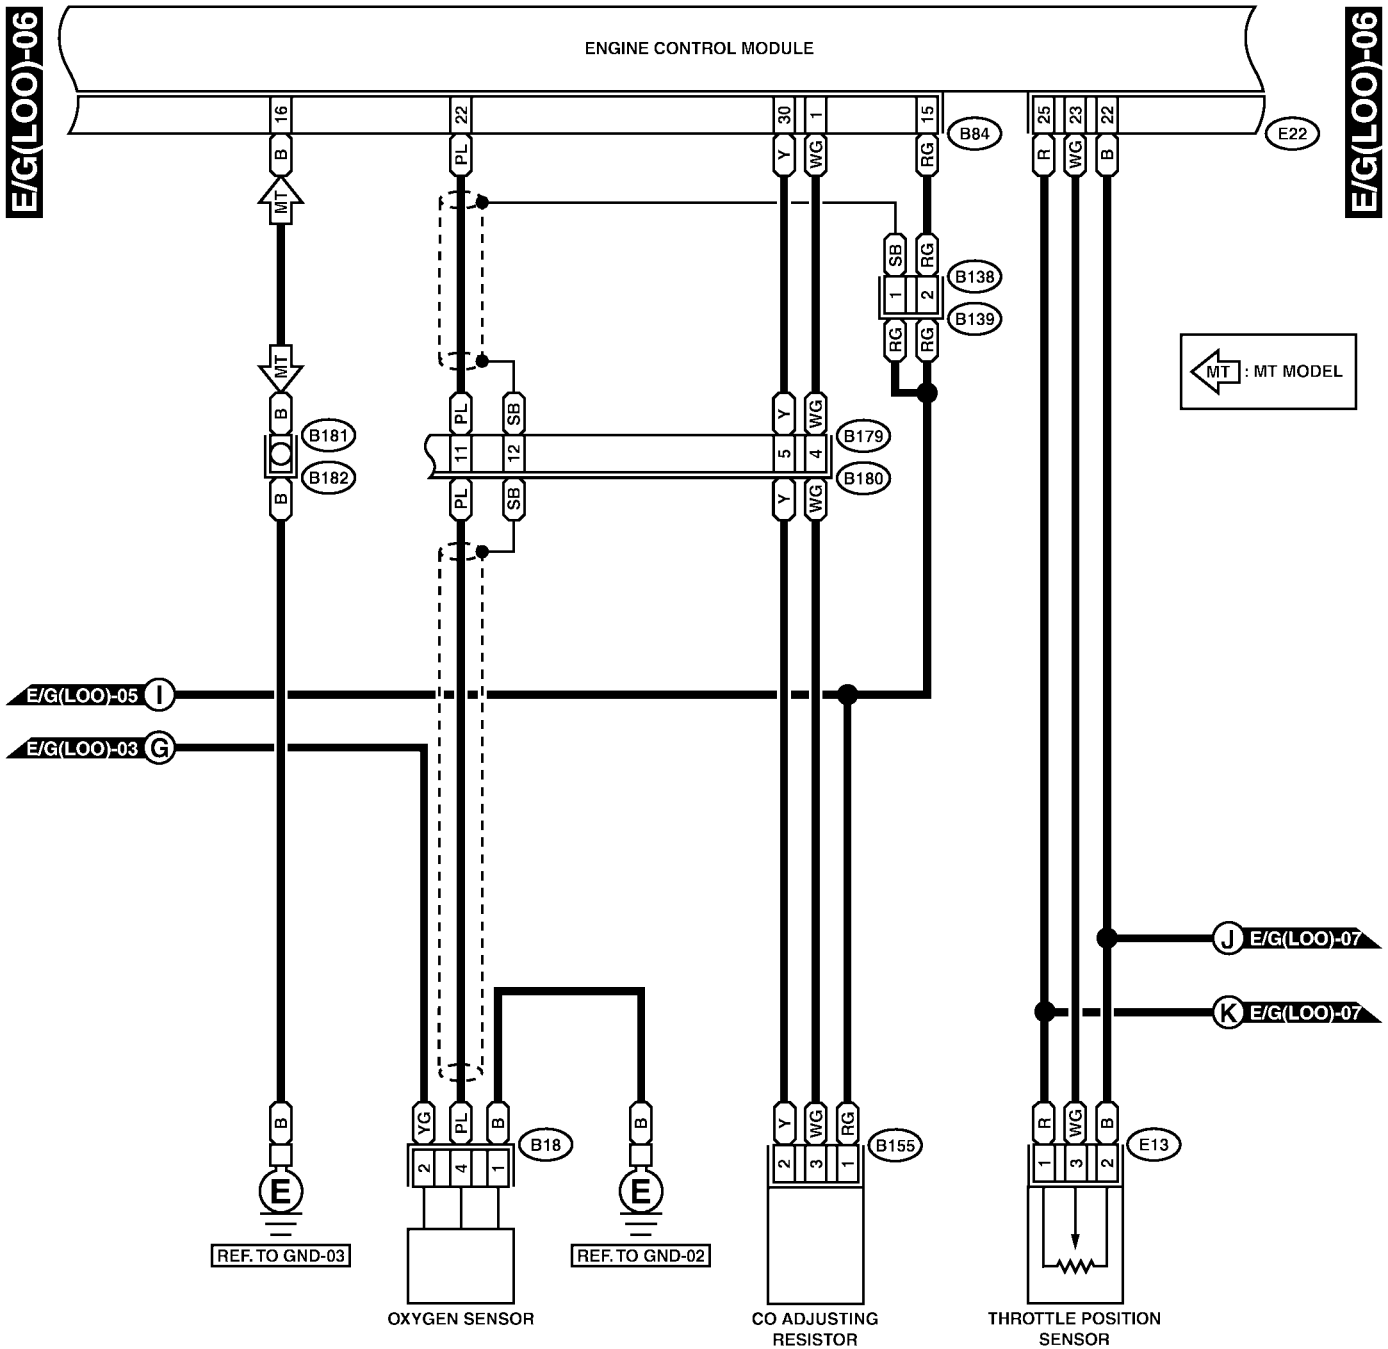 E/G(LOO)-06
E/G(LOO)-06
ENGINE CONTROL MODULE
16 22 30 1 15 25 23 22
B84 E22
B PL Y WG RG R WG B
MT
SB RG
B138
1 2
B139
RG RG
MT : MT MODEL
MT
B PL SB Y WG
B181 B179
11 12 5 4
B182 B180
B PL SB Y WG
E/G(LOO)-05 I
E/G(LOO)-03 G
J E/G(LOO)-07
K E/G(LOO)-07
B YG PL B B Y WG RG R WG B
B18 B155 E13
2 4 1 2 3 1 1 3 2
E E
REF. TO GND-03 REF. TO GND-02
OXYGEN SENSOR
CO ADJUSTING
RESISTOR
THROTTLE POSITION
SENSOR